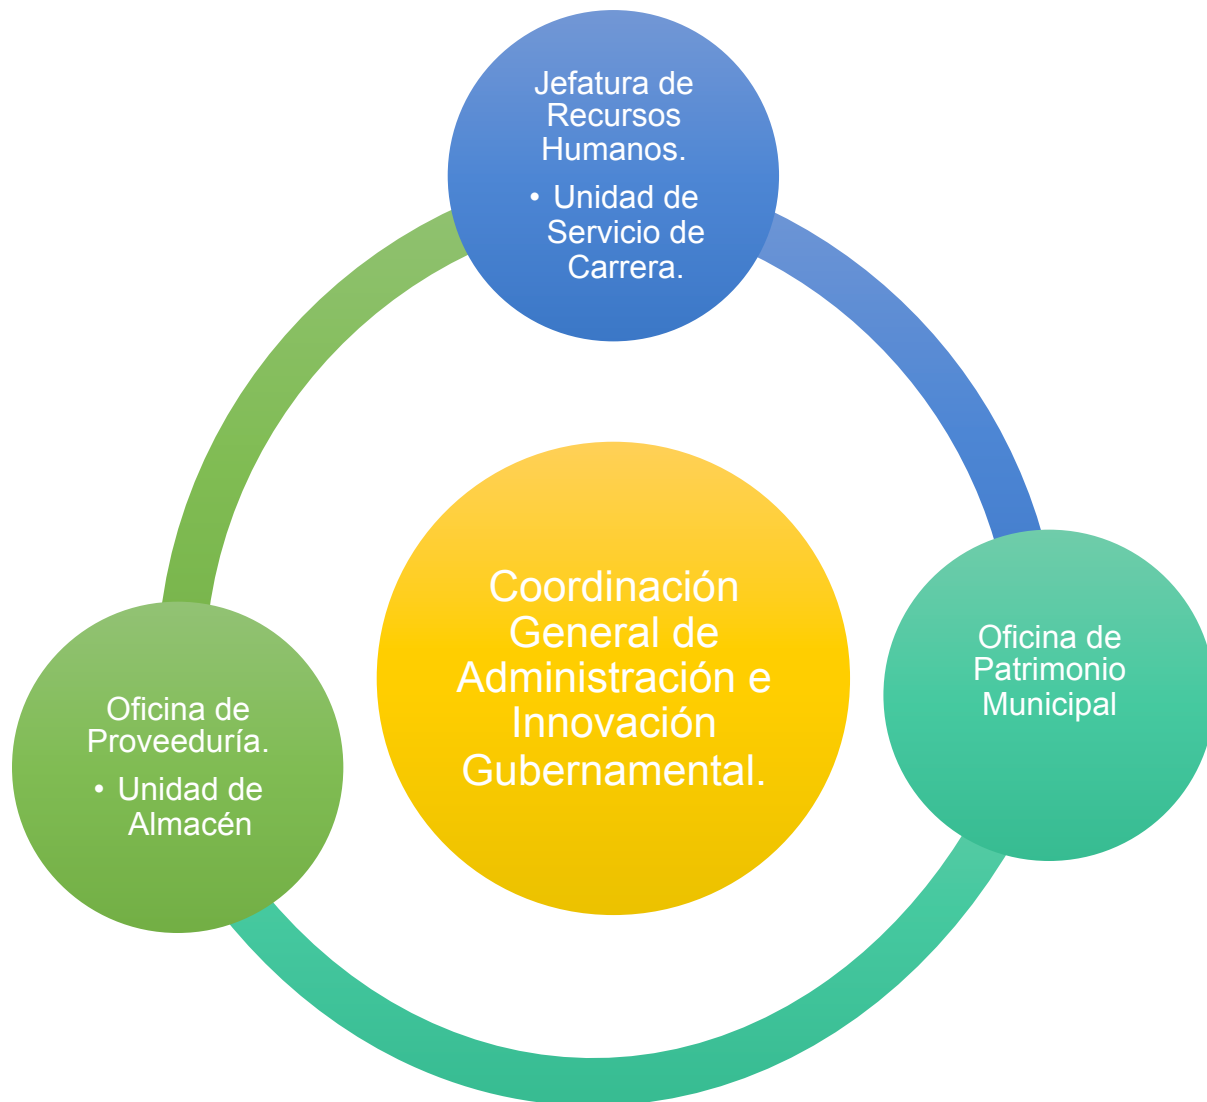 Jefatura de
Recursos
Humanos.
• Unidad de
Servicio de
Carrera.
Coordinación
General de
Administración e
Innovación
Gubernamental.
Oficina de
Patrimonio
Municipal
Oficina de
Proveeduría.
• Unidad de
Almacén